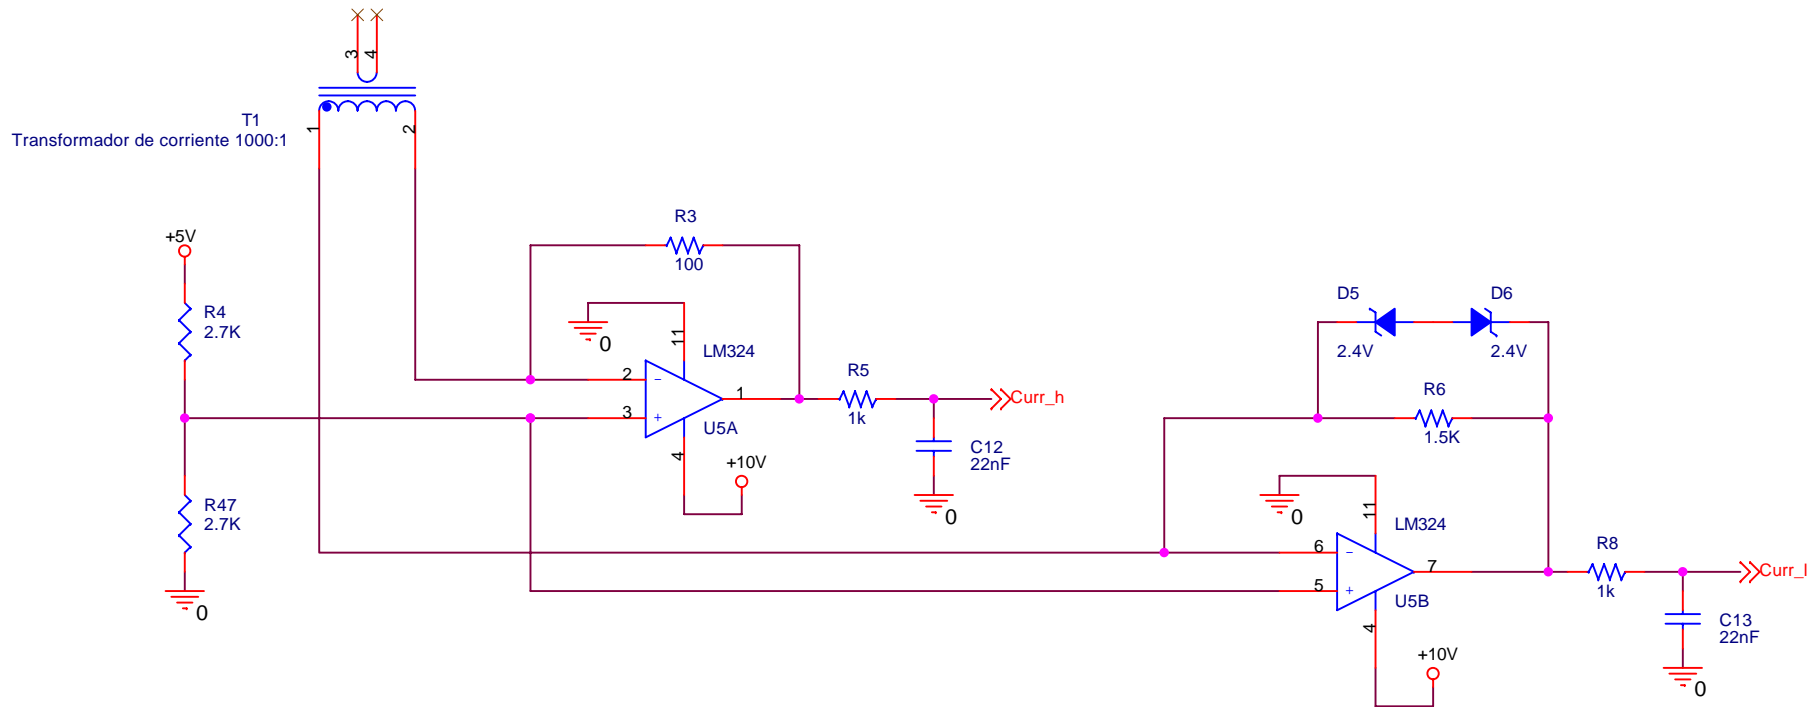 3
4
T1
Transformador de corriente 1000:1
1
2
+5V
R4
2.7K
R47
2.7K
0
R3
100
0
11
LM324
2
3
1
U5A
4
+10V
R5
1k
Curr_h
C12
22nF
0
D5
D6
2.4V
2.4V
R6
1.5K
0
11
LM324
6
5
7
U5B
4
+10V
R8
1k
Curr_l
C13
22nF
0